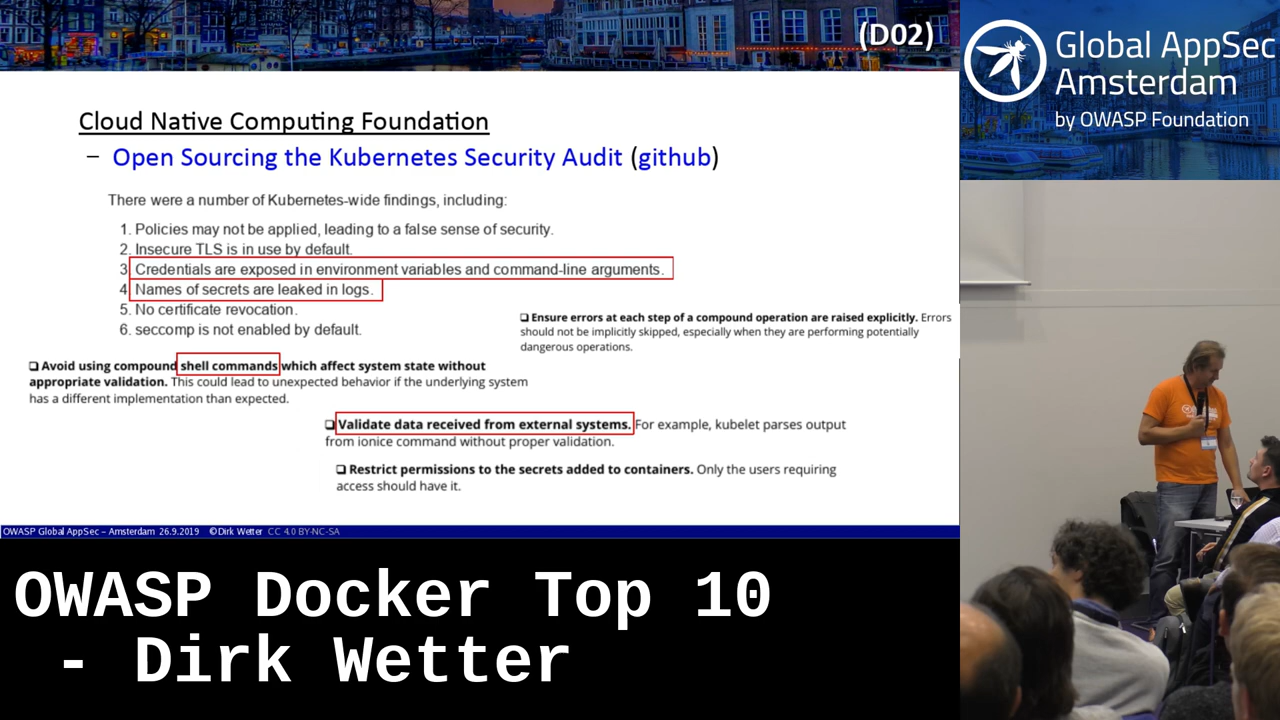 (D02)
Global AppSec
Amsterdam
by OWASP Foundation
Cloud Native Computing Foundation
– Open Sourcing the Kubernetes Security Audit (github)
There were a number of Kubernetes-wide findings, including:
1. Policies may not be applied, leading to a false sense of security.
2. Insecure TLS is in use by default.
3 Credentials are exposed in environment variables and command-line arguments.
4 Names of secrets are leaked in logs.
5. No certificate revocation.
6. seccomp is not enabled by default.
❏ Ensure errors at each step of a compound operation are raised explicitly. Errors
should not be implicitly skipped, especially when they are performing potentially
dangerous operations.
❏ Avoid using compound shell commands which affect system state without
appropriate validation. This could lead to unexpected behavior if the underlying system
has a different implementation than expected.
❏ Validate data received from external systems. For example, kubelet parses output
from ionice command without proper validation.
❏ Restrict permissions to the secrets added to containers. Only the users requiring
access should have it.
OWASP Global AppSec – Amsterdam 26.9.2019 ©Dirk Wetter CC 4.0 BY-NC-SA
OWASP Docker Top 10
- Dirk Wetter